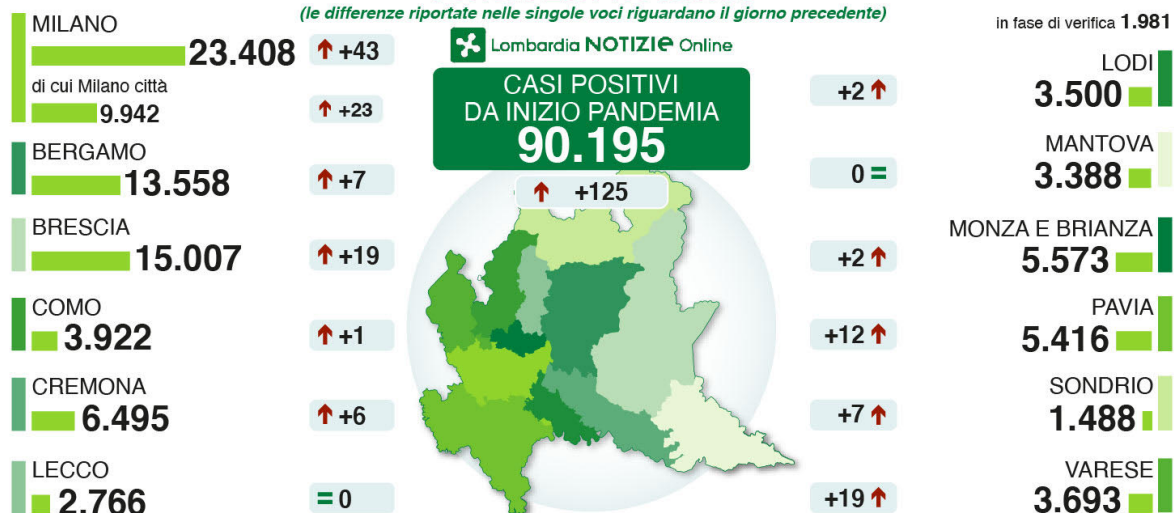 (le differenze riportate nelle singole voci riguardano il giorno precedente)
in fase di verifica 1.981
Lombardia NOTIZIE Online
CASI POSITIVI
DA INIZIO PANDEMIA
90.195
+125
MILANO
23.408 +43
di cui Milano città
9.942 +23
BERGAMO
13.558 +7
BRESCIA
15.007 +19
COMO
3.922 +1
CREMONA
6.495 +6
LECCO
2.766 = 0
LODI
+2 3.500
MANTOVA
0 = 3.388
MONZA E BRIANZA
+2 5.573
PAVIA
+12 5.416
SONDRIO
+7 1.488
VARESE
+19 3.693